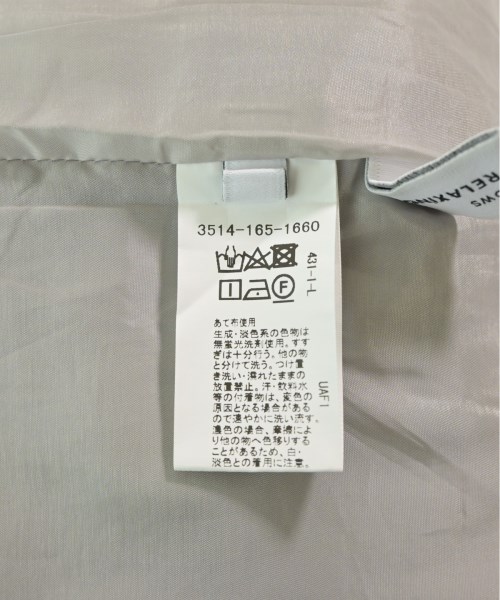 3514-165-1660
431-I-L
F
あて布使用
生成・淡色系の色物は
無蛍光洗剤使用。すす
ぎは十分行う。他の物
と分けて洗う。つけ置
き洗い・濡れたままの
放置禁止。汗・飲料水
等の付着物は、変色の
原因となる場合がある
ので速やかに洗い流す。
濃色の場合、摩擦によ
り他の物へ色移りする
ことがあるため、白・
淡色との着用に注意。
UAFI
OWS
RELAXING